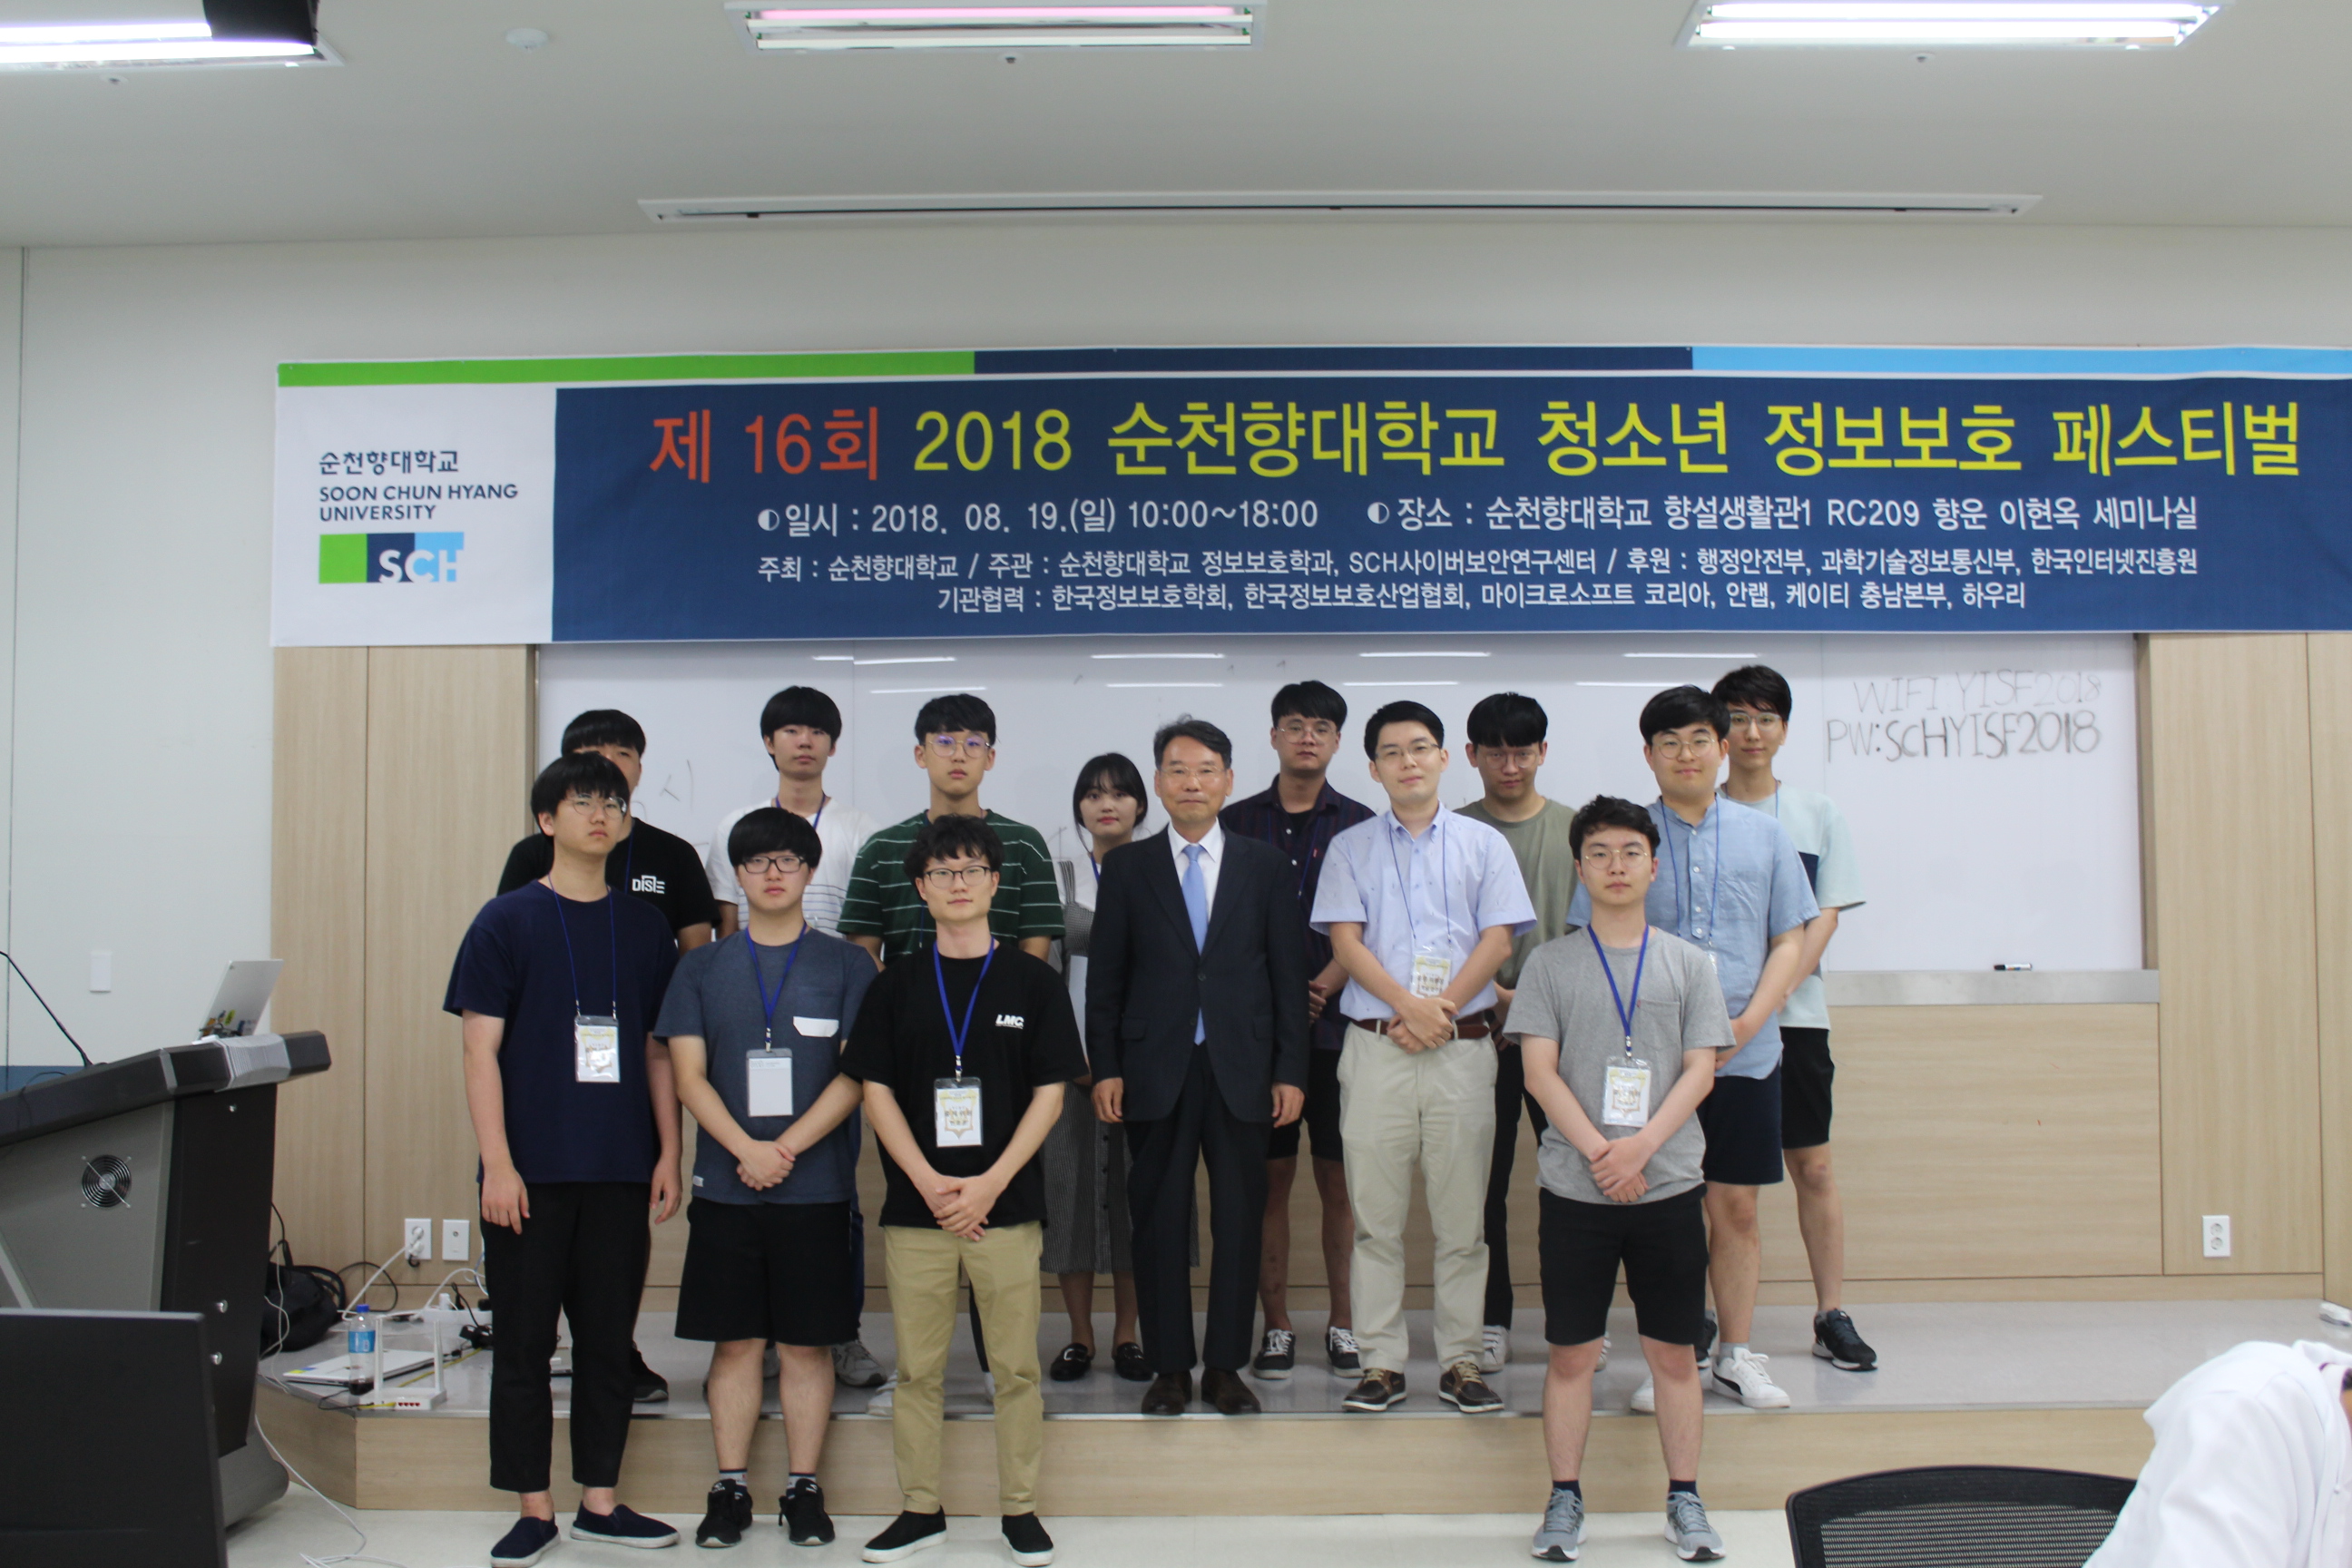 순천향대학교
SOON CHUN HYANG
UNIVERSITY
SCH
제 16회 2018 순천향대학교 청소년 정보보호 페스티벌
일시 : 2018. 08. 19.(일) 10:00~18:00 장소 : 순천향대학교 향설생활관1 RC209 향운 이현옥 세미나실
주최 : 순천향대학교 / 주관 : 순천향대학교 정보보호학과, SCH사이버보안연구센터 / 후원 : 행정안전부, 과학기술정보통신부, 한국인터넷진흥원
기관협력 : 한국정보보호학회, 한국정보보호산업협회, 마이크로소프트 코리아, 안랩, 케이티 충남본부, 하우리
WIFI YISF2018
PW:SCHYISF2018
LMC